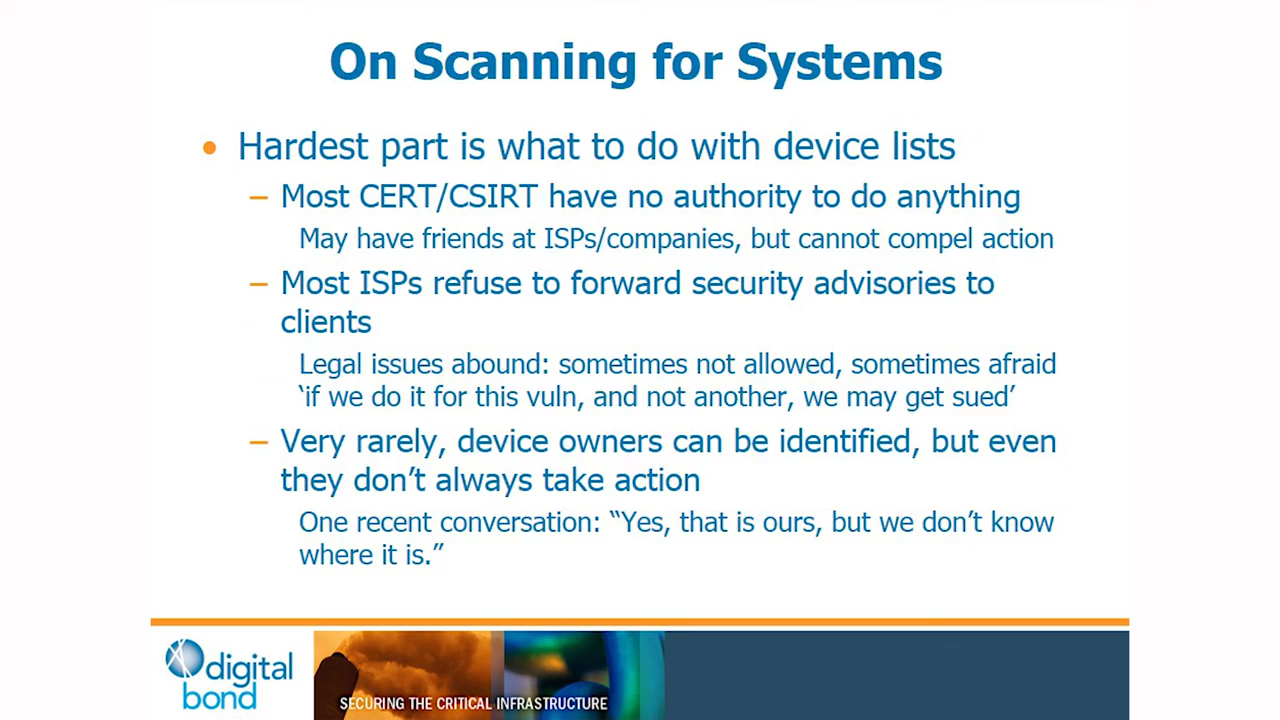 On Scanning for Systems
• Hardest part is what to do with device lists
– Most CERT/CSIRT have no authority to do anything
May have friends at ISPs/companies, but cannot compel action
– Most ISPs refuse to forward security advisories to
clients
Legal issues abound: sometimes not allowed, sometimes afraid
‘if we do it for this vuln, and not another, we may get sued’
– Very rarely, device owners can be identified, but even
they don’t always take action
One recent conversation: “Yes, that is ours, but we don’t know
where it is.”
digital
bond
SECURING THE CRITICAL INFRASTRUCTURE